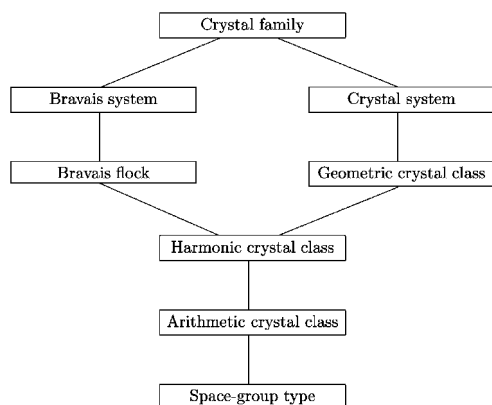 Crystal family
Bravais system
Crystal system
Bravais flock
Geometric crystal class
Harmonic crystal class
Arithmetic crystal class
Space-group type